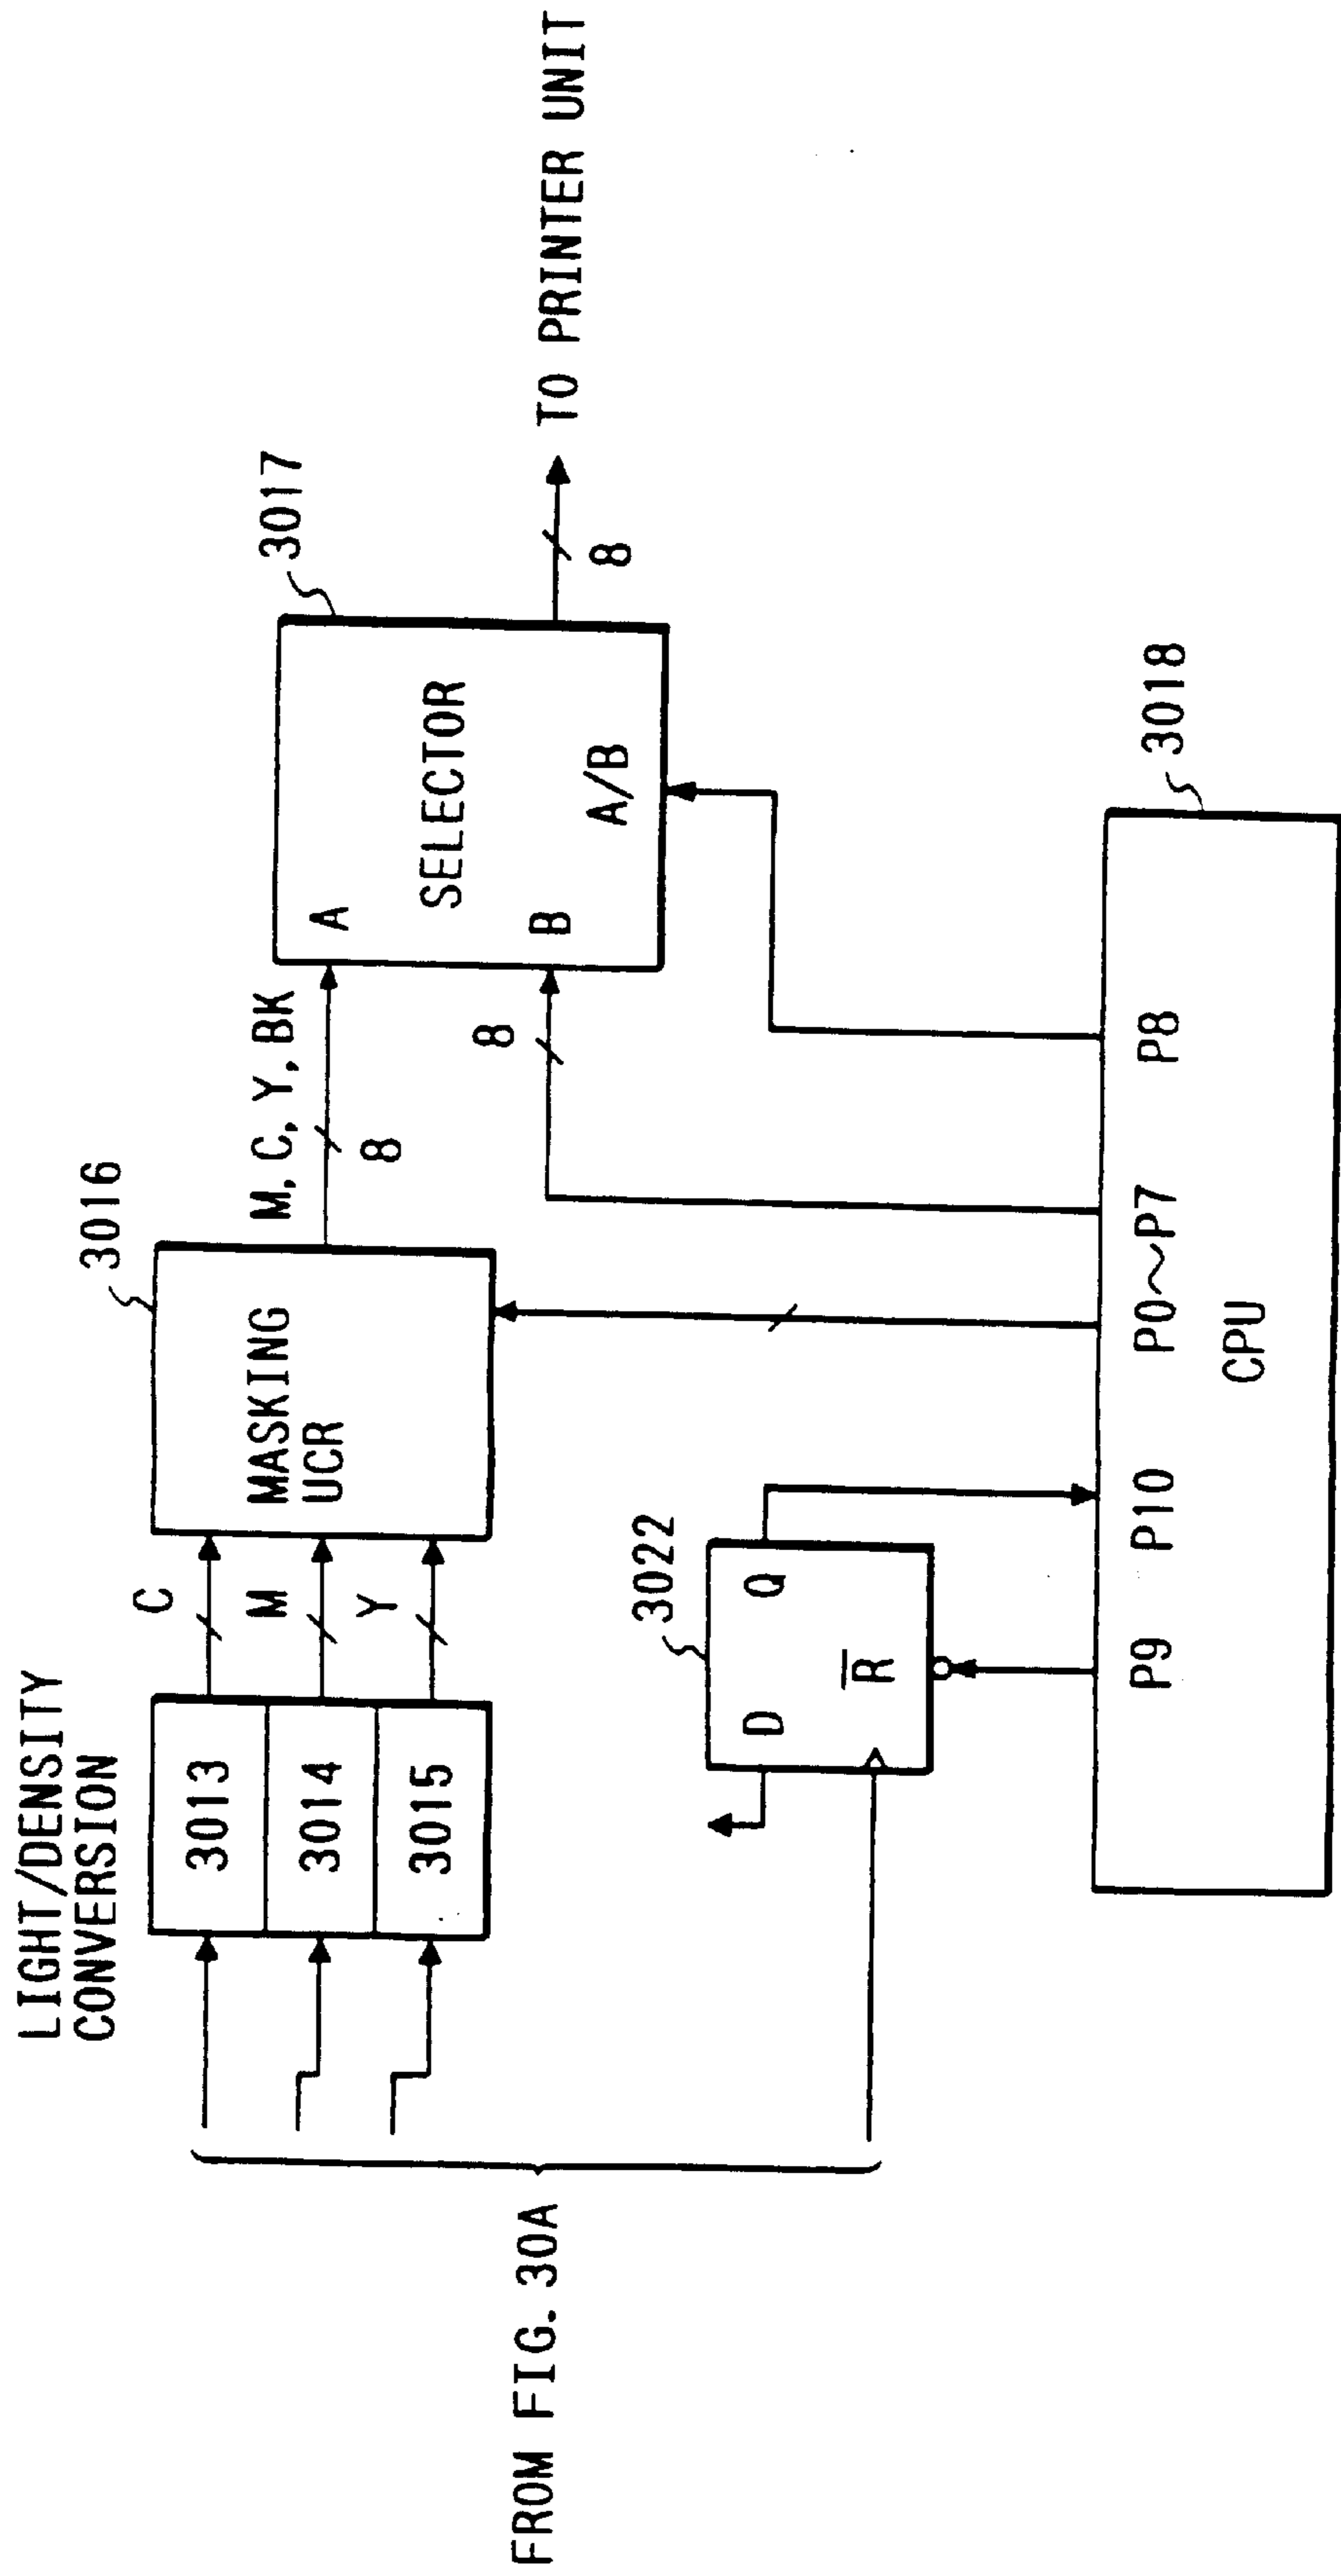 LIGHT/DENSITY
CONVERSION
3013
3014
3015
C
M
Y
3016
MASKING
UCR
M, C, Y, BK
8
8
A
B
SELECTOR
A/B
3017
8
TO PRINTER UNIT
FROM FIG. 30A
3022
D
Q
R̅
P9
P10
P0~P7
P8
CPU
3018